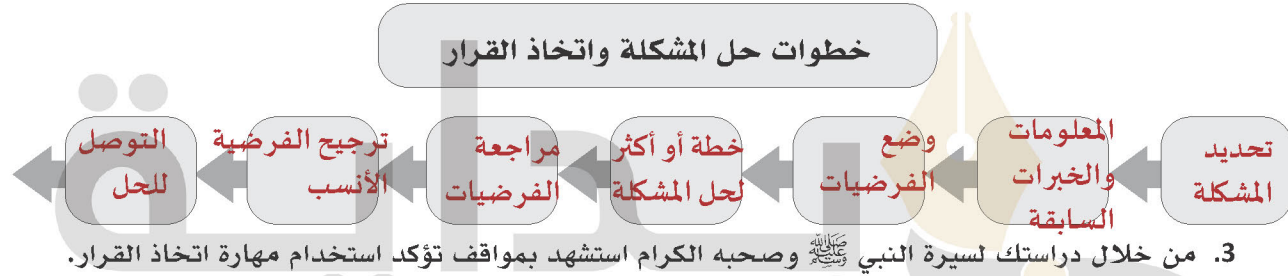 خطوات حل المشكلة واتخاذ القرار
تحديد
المشكلة
المعلومات
والخبرات
السابقة
وضع
الفرضيات
خطة أو أكثر
لحل المشكلة
مراجعة
الفرضيات
ترجيح الفرضية
الأنسب
التوصل
للحل
3. من خلال دراستك لسيرة النبي ﷺ وصحبه الكرام استشهد بمواقف تؤكد استخدام مهارة اتخاذ القرار.
بداية